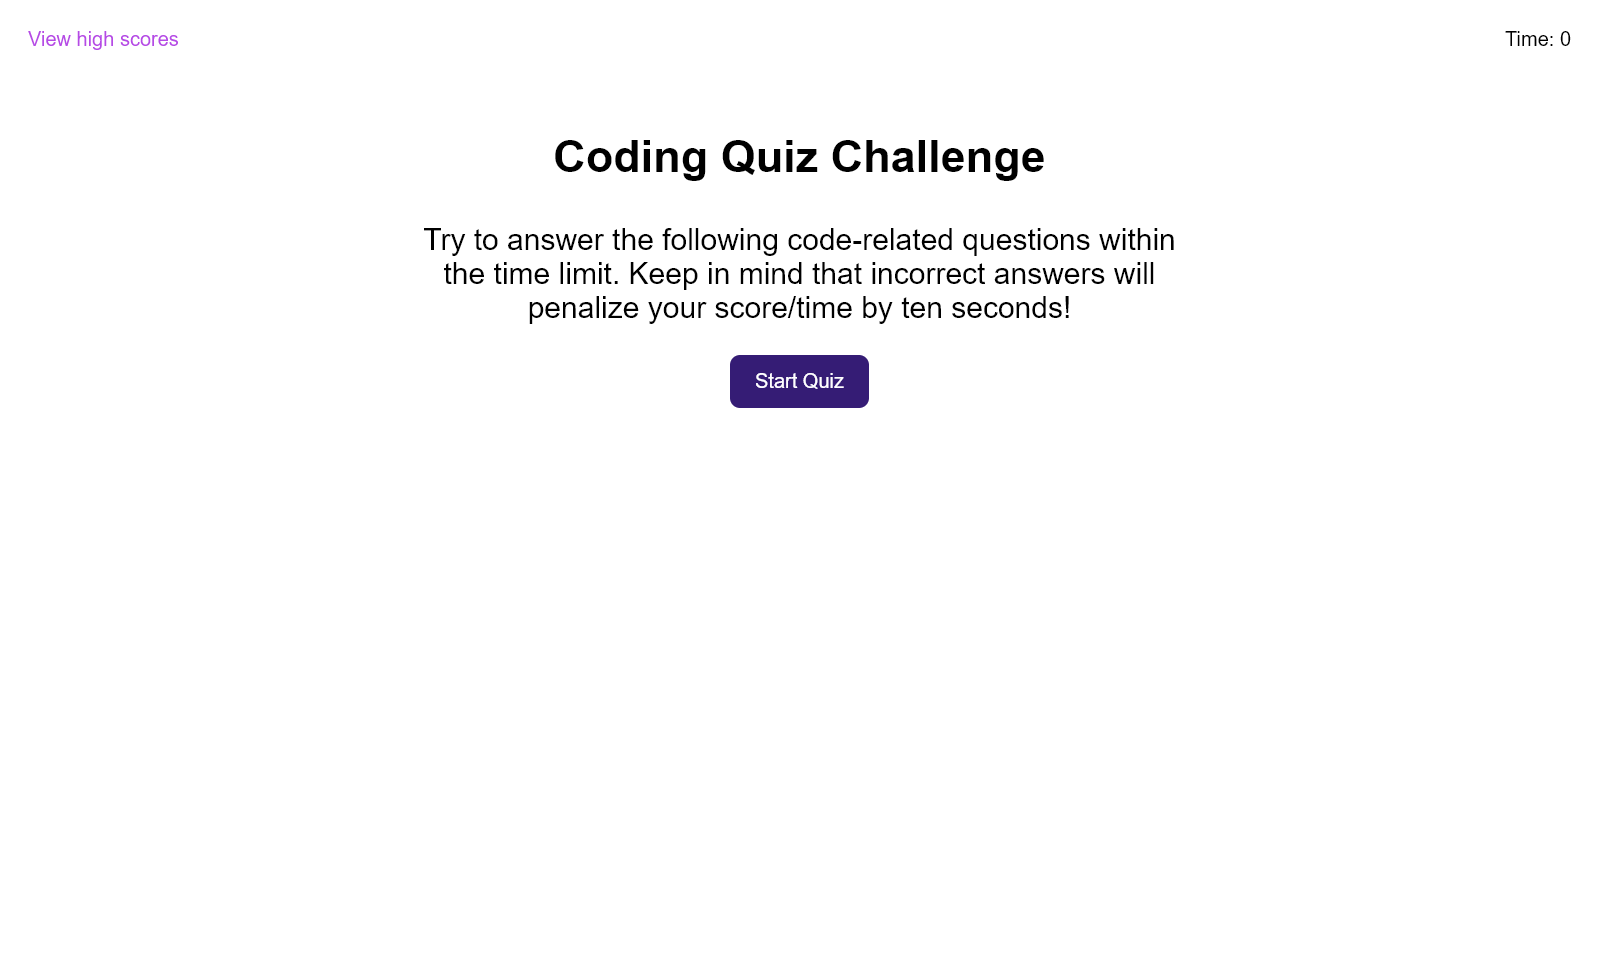 View high scores
Time: 0
Coding Quiz Challenge
Try to answer the following code-related questions within
the time limit. Keep in mind that incorrect answers will
penalize your score/time by ten seconds!
Start Quiz